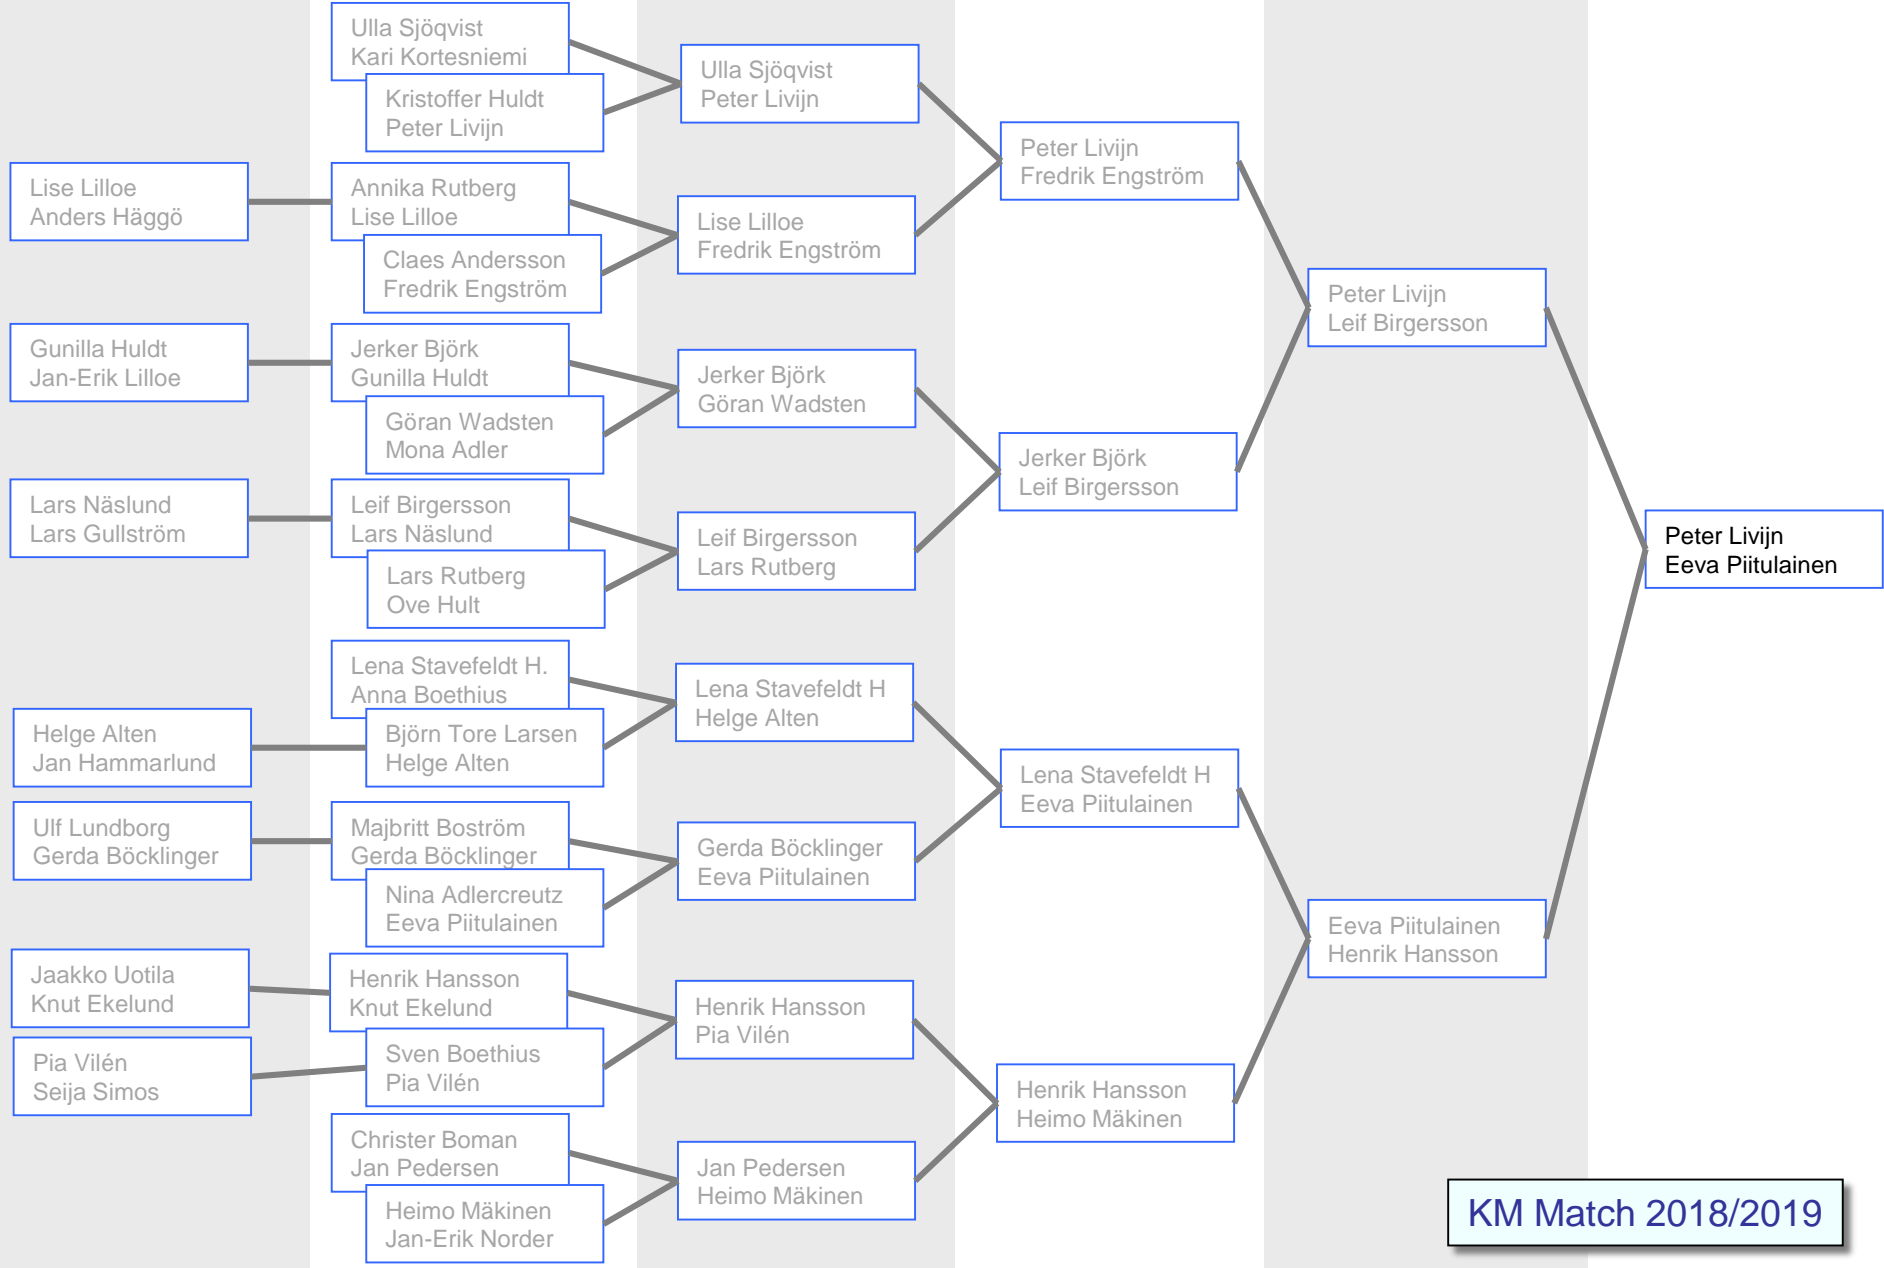 Lise Lilloe
Anders Häggö
Gunilla Huldt
Jan-Erik Lilloe
Lars Näslund
Lars Gullström
Helge Alten
Jan Hammarlund
Ulf Lundborg
Gerda Böcklinger
Jaakko Uotila
Knut Ekelund
Pia Vilén
Seija Simos
Ulla Sjöqvist
Kari Kortesniemi
Kristoffer Huldt
Peter Livijn
Annika Rutberg
Lise Lilloe
Claes Andersson
Fredrik Engström
Jerker Björk
Gunilla Huldt
Göran Wadsten
Mona Adler
Leif Birgersson
Lars Näslund
Lars Rutberg
Ove Hult
Lena Stavefeldt H.
Anna Boethius
Björn Tore Larsen
Helge Alten
Majbritt Boström
Gerda Böcklinger
Nina Adlercreutz
Eeva Piitulainen
Henrik Hansson
Knut Ekelund
Sven Boethius
Pia Vilén
Christer Boman
Jan Pedersen
Heimo Mäkinen
Jan-Erik Norder
Ulla Sjöqvist
Peter Livijn
Lise Lilloe
Fredrik Engström
Jerker Björk
Göran Wadsten
Leif Birgersson
Lars Rutberg
Lena Stavefeldt H
Helge Alten
Gerda Böcklinger
Eeva Piitulainen
Henrik Hansson
Pia Vilén
Jan Pedersen
Heimo Mäkinen
Peter Livijn
Fredrik Engström
Jerker Björk
Leif Birgersson
Lena Stavefeldt H
Eeva Piitulainen
Henrik Hansson
Heimo Mäkinen
Peter Livijn
Leif Birgersson
Eeva Piitulainen
Henrik Hansson
Peter Livijn
Eeva Piitulainen
KM Match 2018/2019